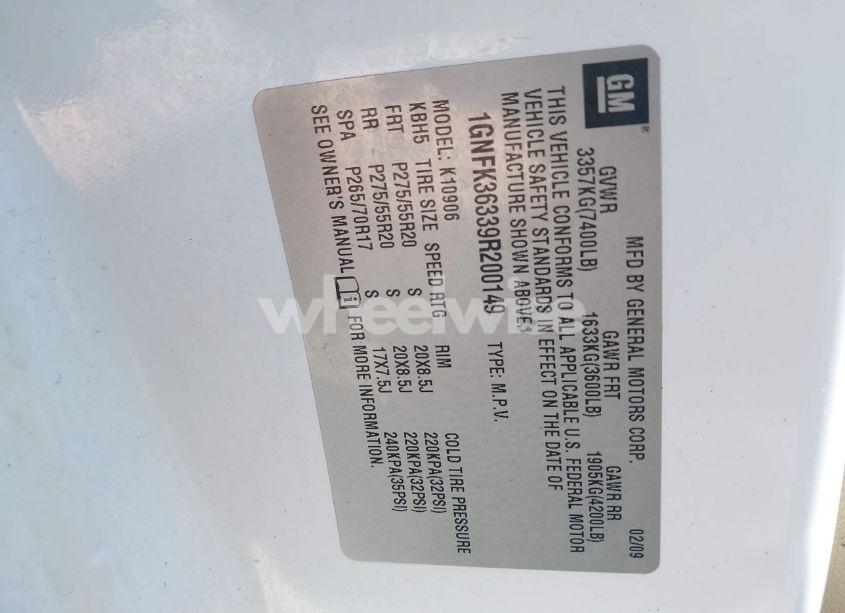 GM
MFD BY GENERAL MOTORS CORP 02/09
GVWR GAWR FRT GAWR RR
3357KG(7400LB) 1633KG(3600LB) 1905KG(4200LB)
THIS VEHICLE CONFORMS TO ALL APPLICABLE U.S. FEDERAL MOTOR
VEHICLE SAFETY STANDARDS IN EFFECT ON THE DATE OF
MANUFACTURE SHOWN ABOVE.
1GNFK36339R200149 TYPE: M.P.V.
MODEL: K10906
KBH5 TIRE SIZE SPEED RTG RIM COLD TIRE PRESSURE
FRT P275/55R20 S 20X8.5J 220KPA(32PSI)
RR P275/55R20 S 20X8.5J 220KPA(32PSI)
SPA P265/70R17 S 17X7.5J 240KPA(35PSI)
SEE OWNER'S MANUAL FOR MORE INFORMATION.
wheelwise